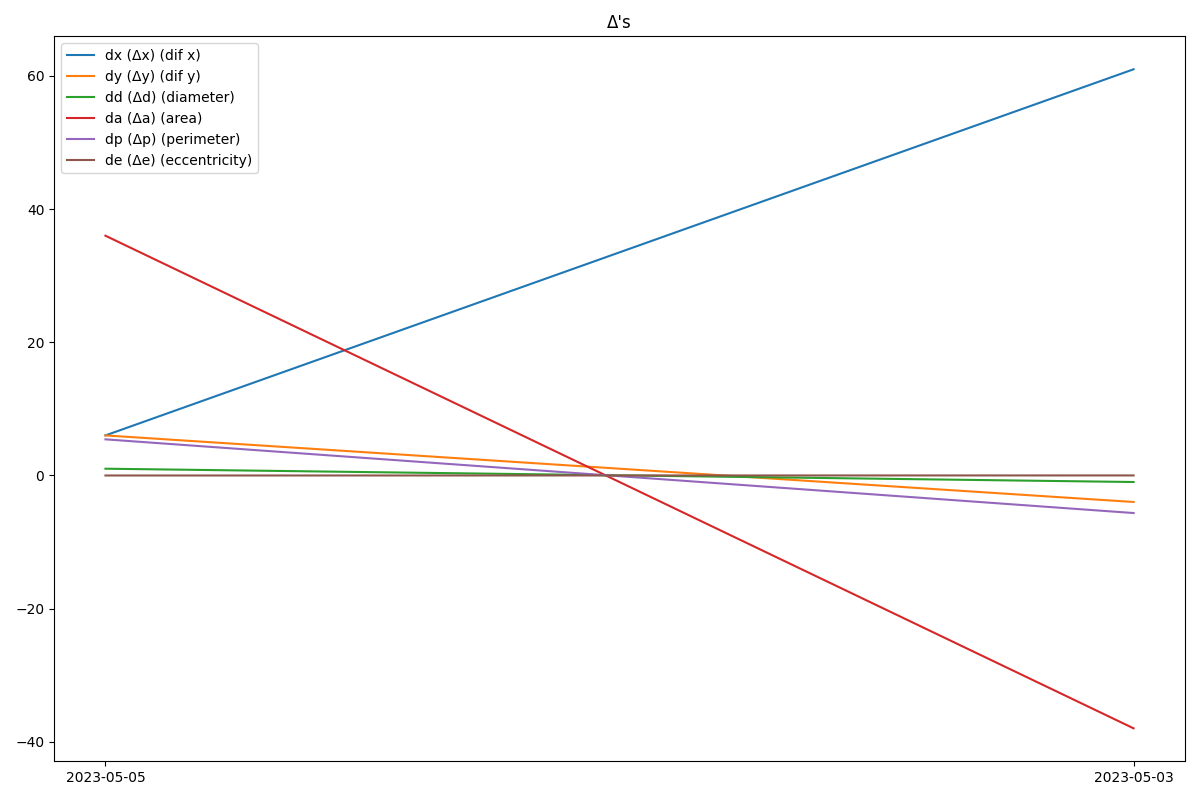 Δ's
dx (Δx) (dif x)
dy (Δy) (dif y)
dd (Δd) (diameter)
da (Δa) (area)
dp (Δp) (perimeter)
de (Δe) (eccentricity)
60
40
20
0
−20
−40
2023-05-05 2023-05-03